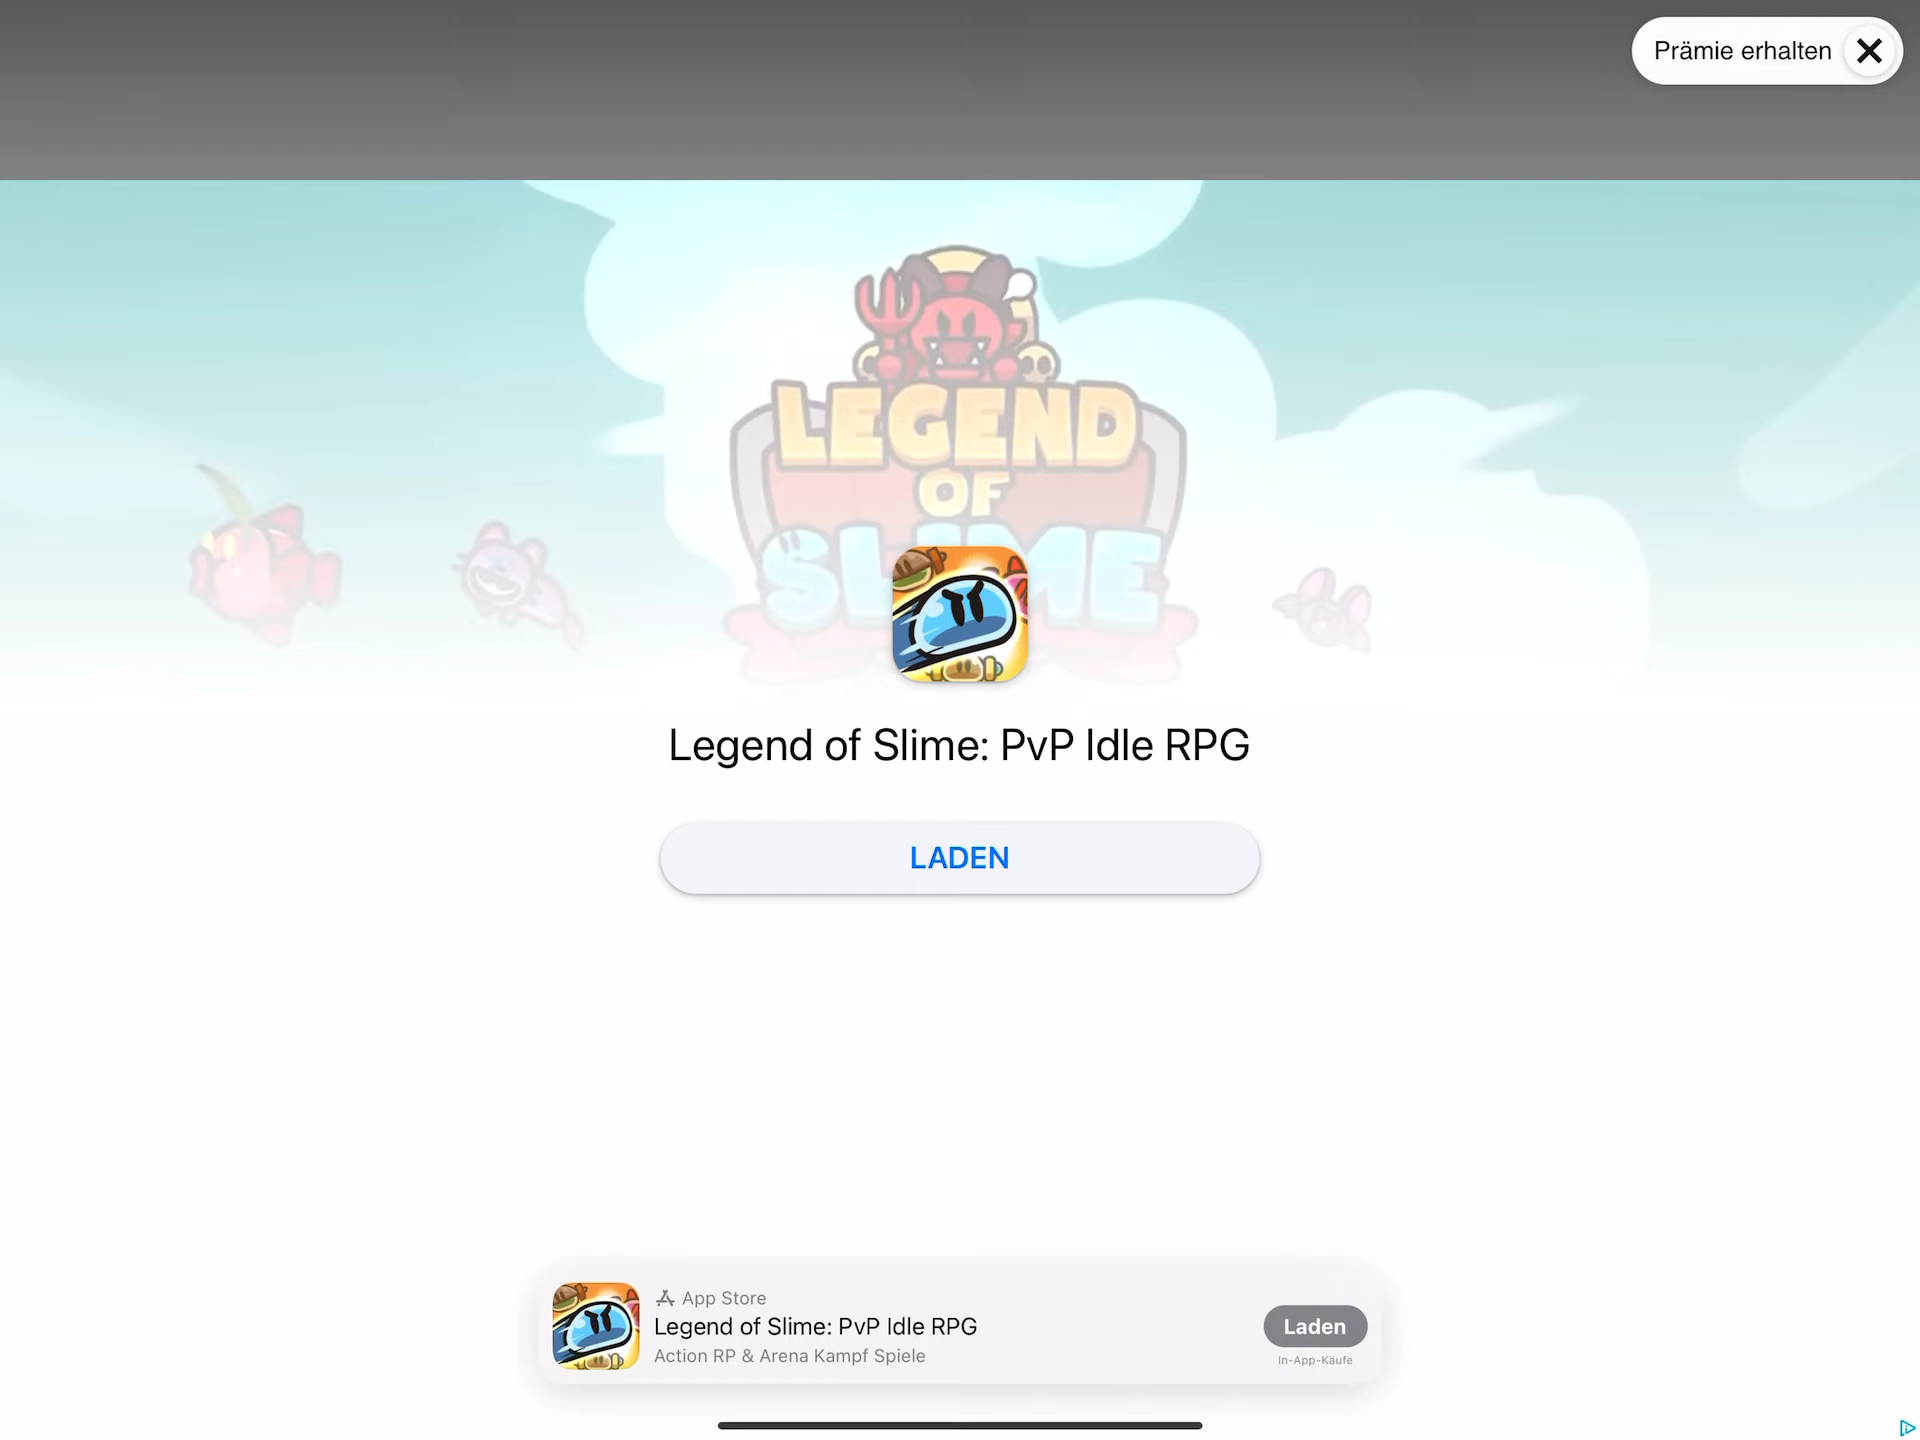 Prämie erhalten
LEGEND
OF
SLIME
Legend of Slime: PvP Idle RPG
LADEN
App Store
Legend of Slime: PvP Idle RPG
Action RP & Arena Kampf Spiele
Laden
In-App-Käufe